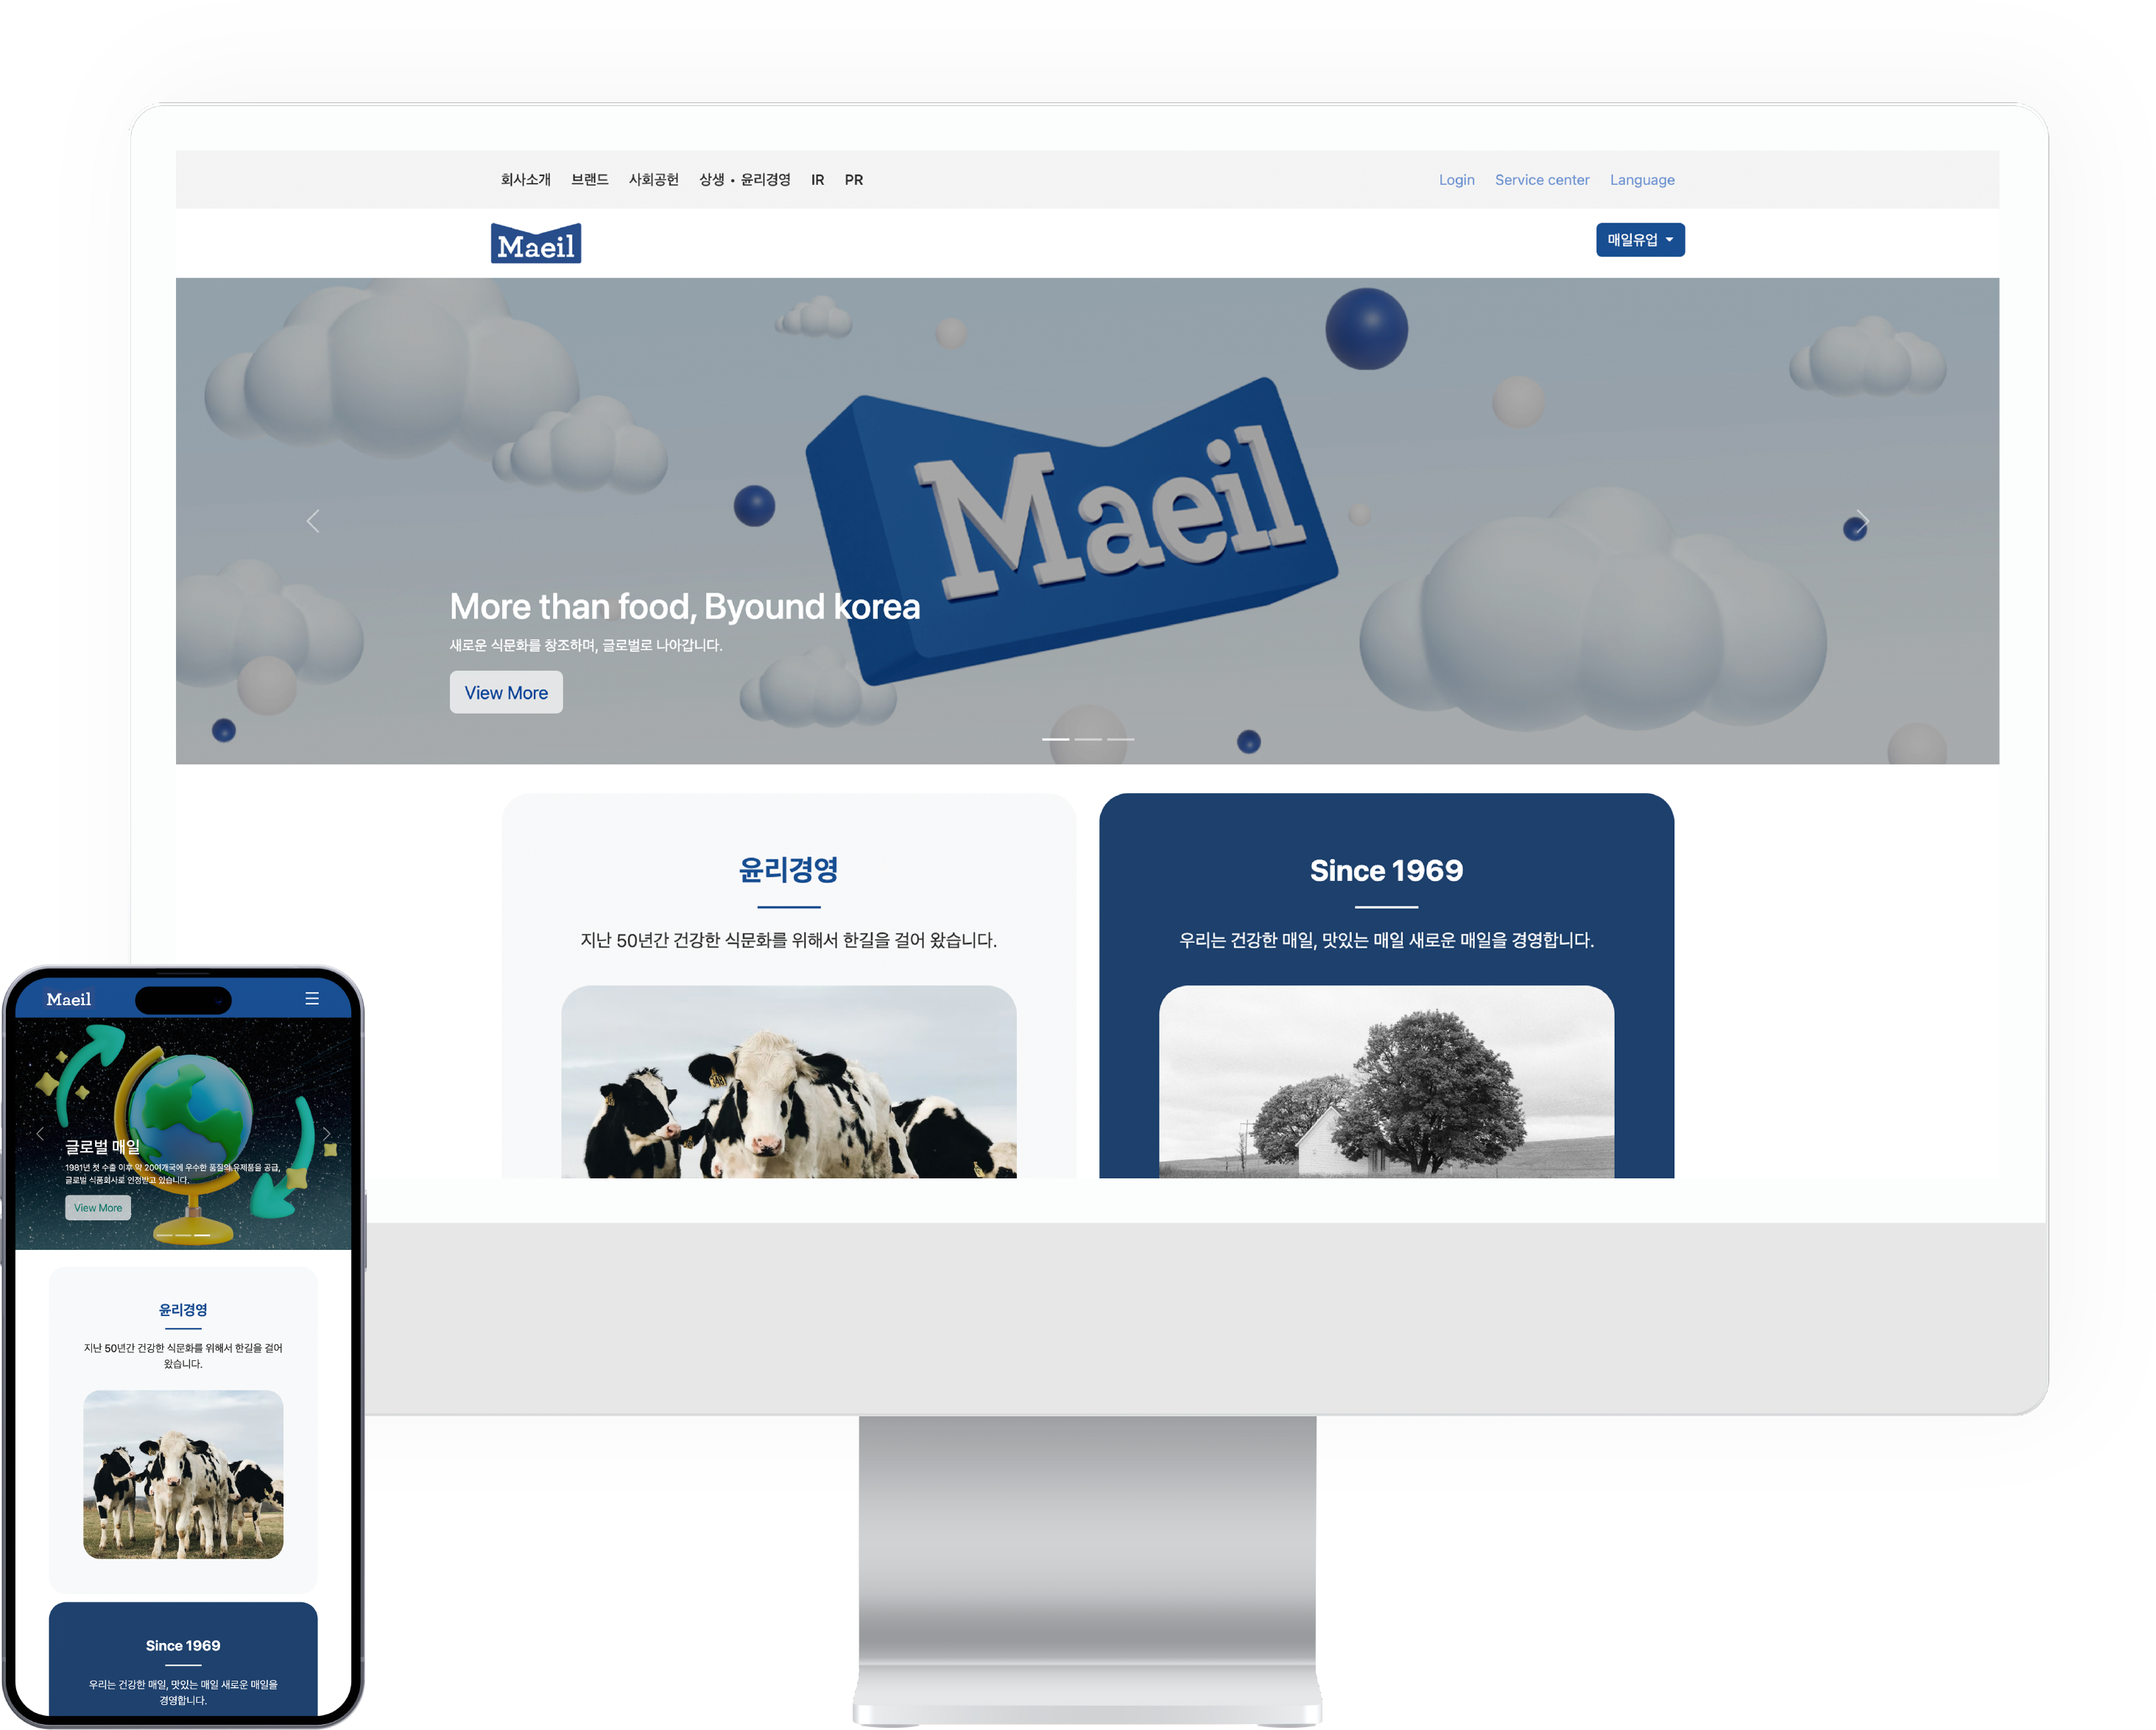 회사소개 브랜드 사회공헌 상생 • 윤리경영 IR PR
Login Service center Language
Maeil
매일유업
Maeil
More than food, Byound korea
새로운 식문화를 창조하며, 글로벌로 나아갑니다.
View More
윤리경영
지난 50년간 건강한 식문화를 위해서 한길을 걸어 왔습니다.
Since 1969
우리는 건강한 매일, 맛있는 매일 새로운 매일을 경영합니다.
Maeil
글로벌 매일
1981년 첫 수출 이후 약 20여개국에 우수한 품질의 유제품을 공급,
글로벌 식품회사로 인정받고 있습니다.
View More
윤리경영
지난 50년간 건강한 식문화를 위해서 한길을 걸어
왔습니다.
Since 1969
우리는 건강한 매일, 맛있는 매일 새로운 매일을
경영합니다.